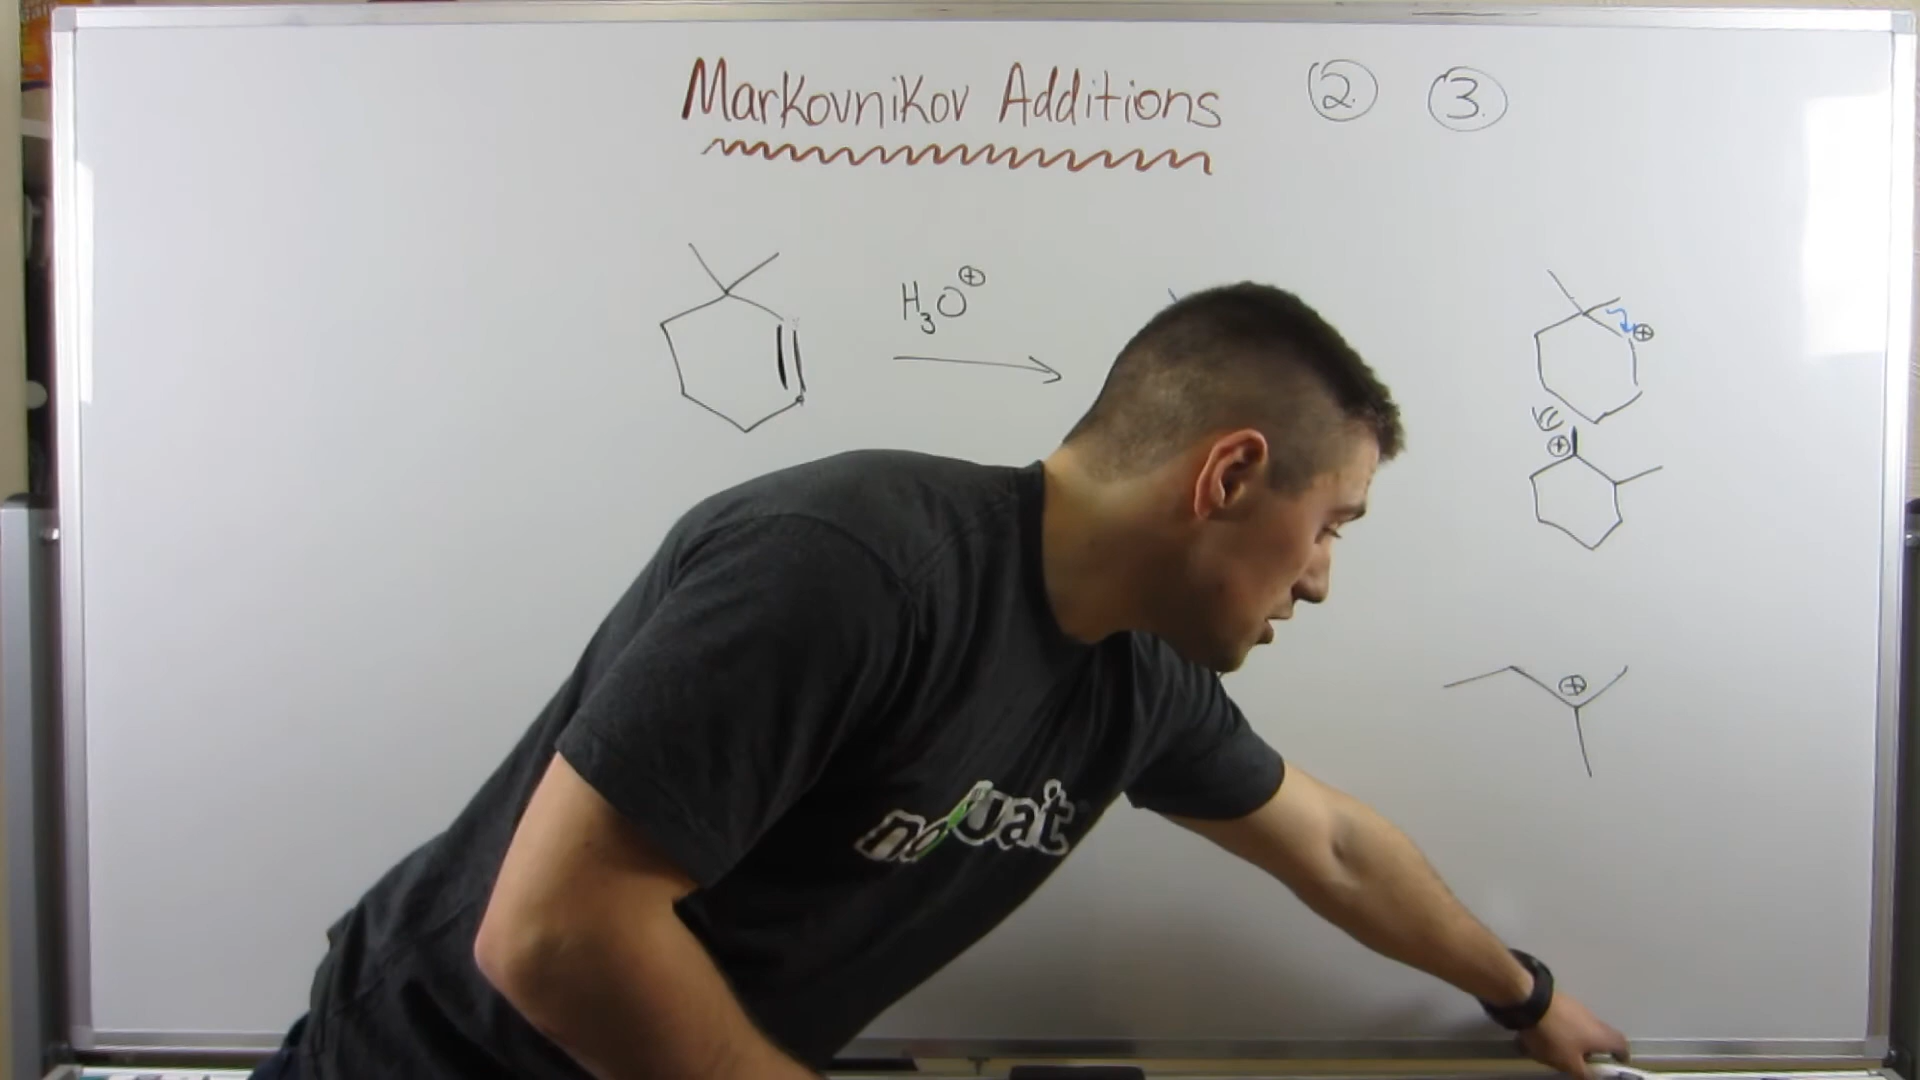 Markovnikov Additions ② ③
H₃O⊕
⊕
⊕
⊕